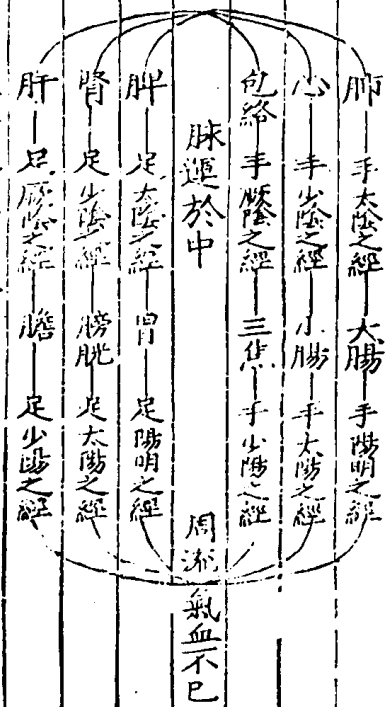 肺 手太陰之經 大腸 手陽明之經
心 手少陰之經 小腸 手太陽之經
包絡 手厥陰之經 三焦 手少陽之經
脉運於中 周流氣血不已
脾 足太陰之經 胃 足陽明之經
腎 足少陰之經 膀胱 足太陽之經
肝 足厥陰之經 膽 足少陽之經